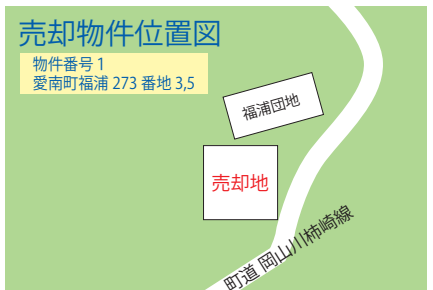 売却物件位置図
物件番号 1
愛南町福浦 273 番地 3,5
福浦団地
売却地
町道 岡山川柿崎線